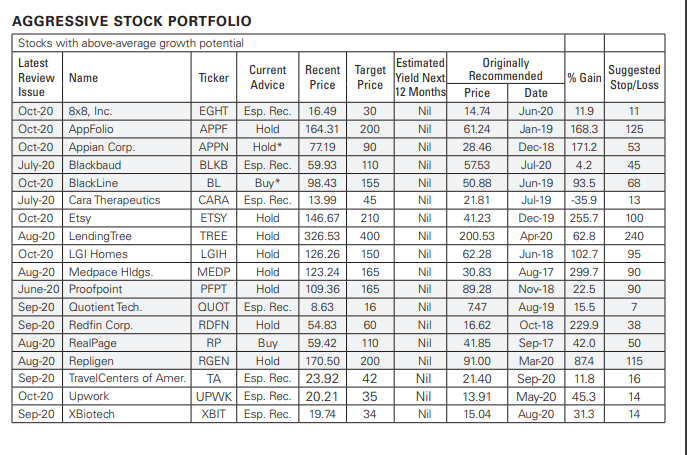 AGGRESSIVE STOCK PORTFOLIO
Stocks with above-average growth potential
Latest Review Issue Name Ticker Current Advice Recent Price Target Price Estimated Yield Next 12 Months Originally Recommended Price Date % Gain Suggested Stop/Loss
Oct-20 8x8, Inc. EGHT Esp. Rec. 16.49 30 Nil 14.74 Jun-20 11.9 11
Oct-20 AppFolio APPF Hold 164.31 200 Nil 61.24 Jan-19 168.3 125
Oct-20 Appian Corp. APPN Hold* 77.19 90 Nil 28.46 Dec-18 171.2 53
July-20 Blackbaud BLKB Esp. Rec. 59.93 110 Nil 57.53 Jul-20 4.2 45
Oct-20 BlackLine BL Buy* 98.43 155 Nil 50.88 Jun-19 93.5 68
July-20 Cara Therapeutics CARA Esp. Rec. 13.99 45 Nil 21.81 Jul-19 -35.9 13
Oct-20 Etsy ETSY Hold 146.67 210 Nil 41.23 Dec-19 255.7 100
Aug-20 LendingTree TREE Hold 326.53 400 Nil 200.53 Apr-20 62.8 240
Oct-20 LGI Homes LGIH Hold 126.26 150 Nil 62.28 Jun-18 102.7 95
Aug-20 Medpace Hldgs. MEDP Hold 123.24 165 Nil 30.83 Aug-17 299.7 90
June-20 Proofpoint PFPT Hold 109.36 165 Nil 89.28 Nov-18 22.5 90
Sep-20 Quotient Tech. QUOT Esp. Rec. 8.63 16 Nil 7.47 Aug-19 15.5 7
Sep-20 Redfin Corp. RDFN Hold 54.83 60 Nil 16.62 Oct-18 229.9 38
Aug-20 RealPage RP Buy 59.42 110 Nil 41.85 Sep-17 42.0 50
Aug-20 Repligen RGEN Hold 170.50 200 Nil 91.00 Mar-20 87.4 115
Sep-20 TravelCenters of Amer. TA Esp. Rec. 23.92 42 Nil 21.40 Sep-20 11.8 16
Oct-20 Upwork UPWK Esp. Rec. 20.21 35 Nil 13.91 May-20 45.3 14
Sep-20 XBiotech XBIT Esp. Rec. 19.74 34 Nil 15.04 Aug-20 31.3 14